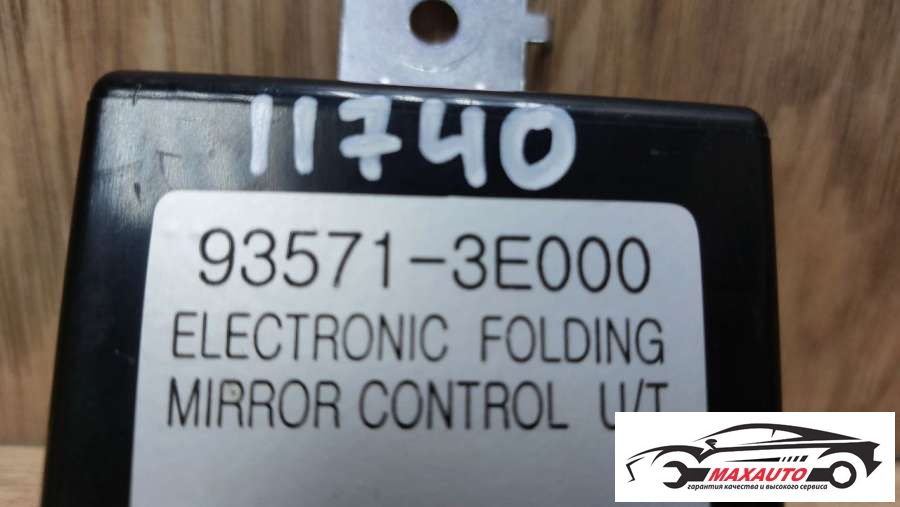 11740
93571-3E000
ELECTRONIC FOLDING
MIRROR CONTROL U/T
MAXAUTO
гарантия качества и высокого сервиса